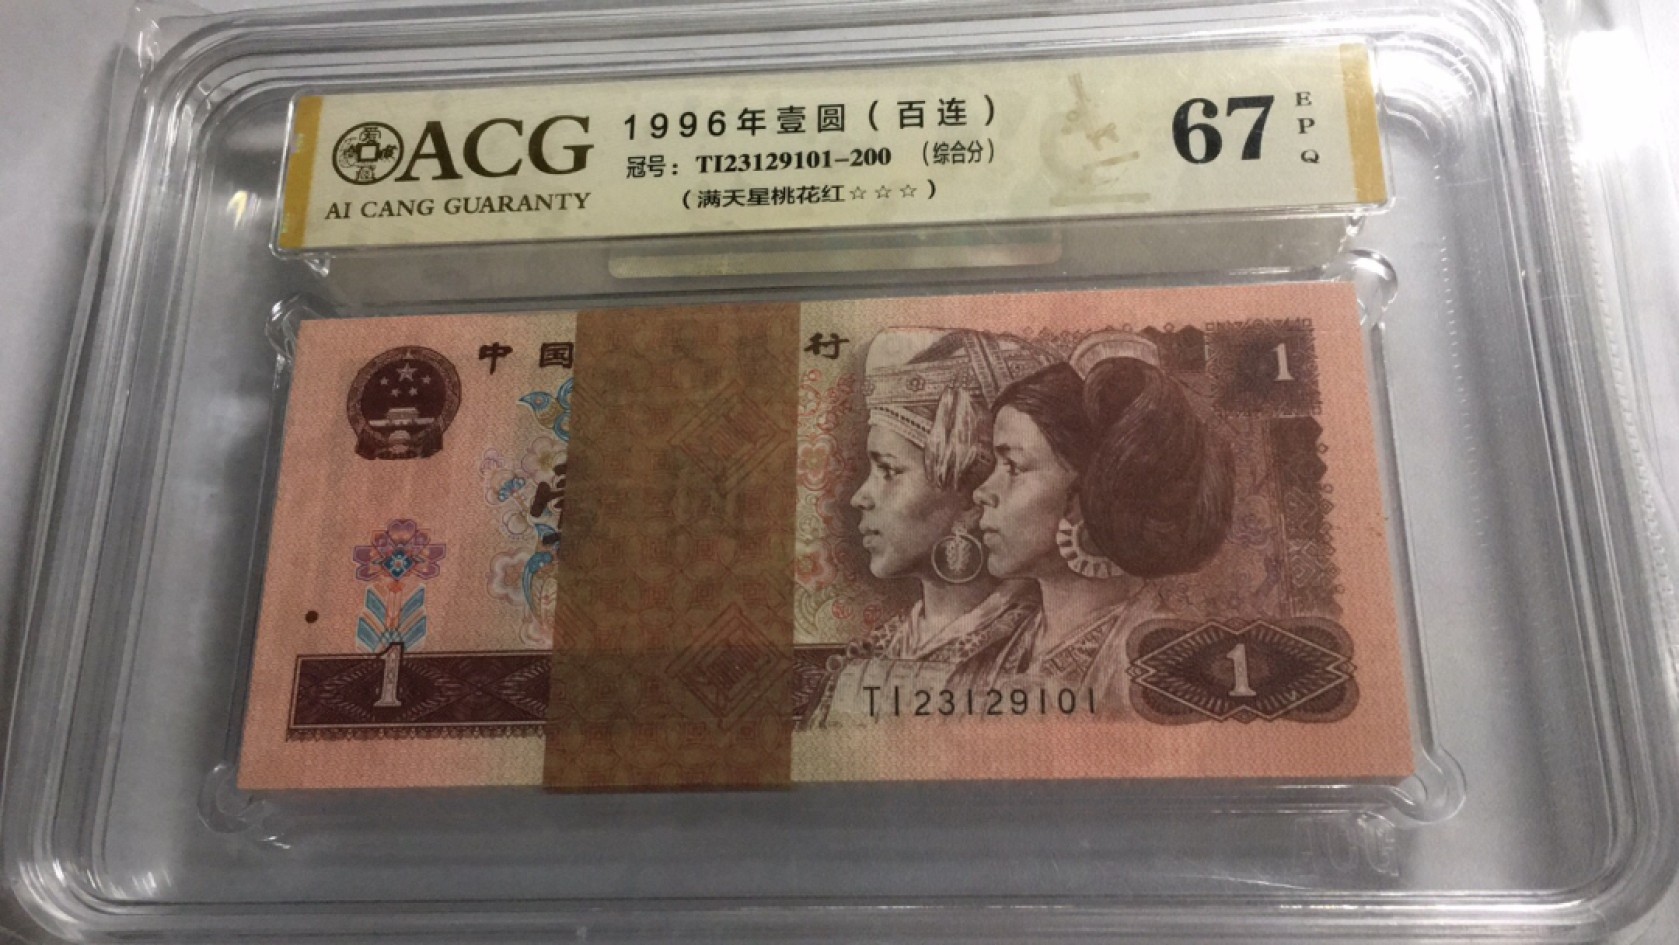 ACG
AI CANG GUARANTY
1996年壹圆（百连）
冠号：TI23129101-200 （综合分）
（满天星桃花红☆☆☆）
67
EPQ
中国
行
1
1
TI23129101
1